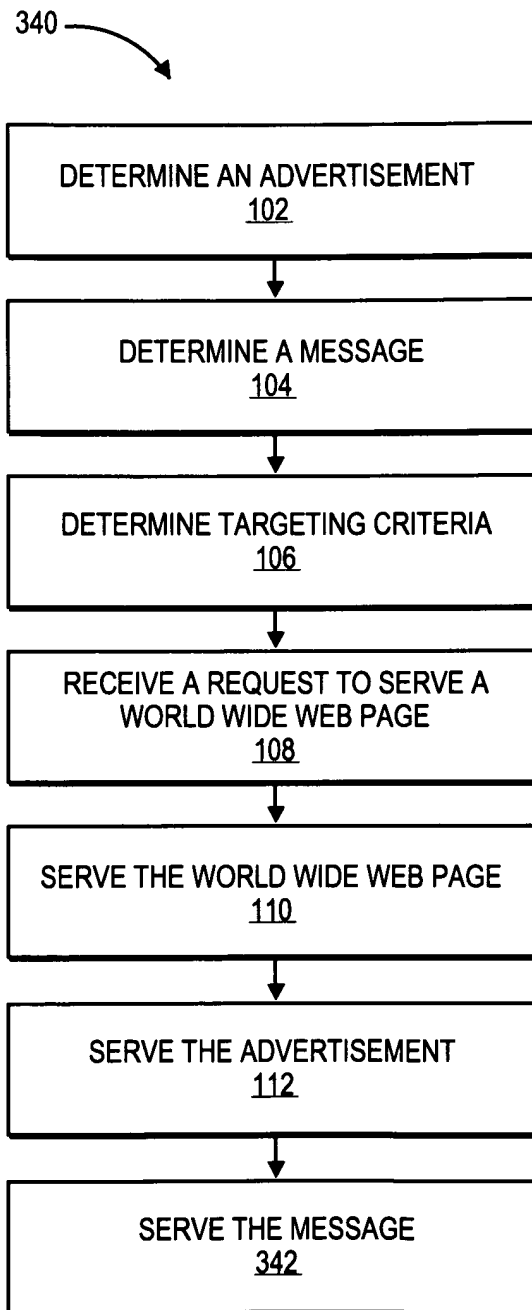 340
DETERMINE AN ADVERTISEMENT
102
DETERMINE A MESSAGE
104
DETERMINE TARGETING CRITERIA
106
RECEIVE A REQUEST TO SERVE A
WORLD WIDE WEB PAGE
108
SERVE THE WORLD WIDE WEB PAGE
110
SERVE THE ADVERTISEMENT
112
SERVE THE MESSAGE
342